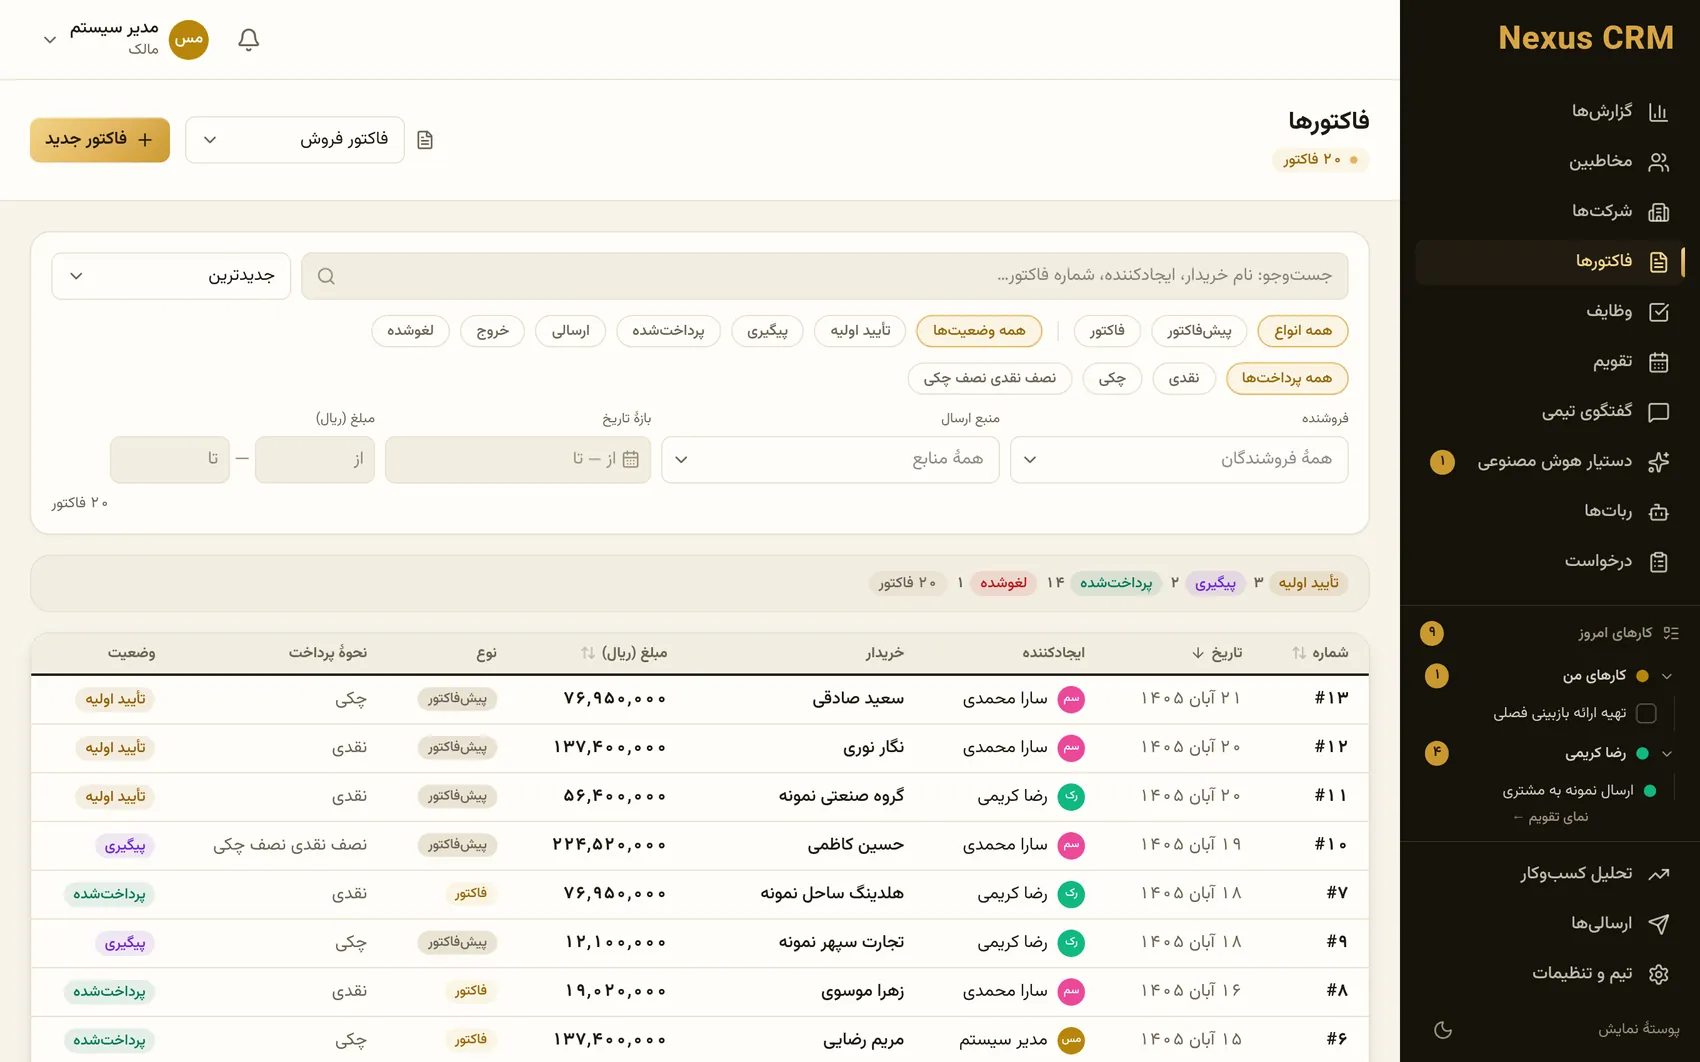 Nexus CRM
گزارش‌ها
مخاطبین
شرکت‌ها
فاکتورها
وظایف
تقویم
گفتگوی تیمی
دستیار هوش مصنوعی ۱
ربات‌ها
درخواست
کارهای امروز ۹
کارهای من ۱
تهیه ارائه بازبینی فصلی
رضا کریمی ۴
ارسال نمونه به مشتری
نمای تقویم ←
تحلیل کسب‌وکار
ارسالی‌ها
تیم و تنظیمات
پوستهٔ نمایش
مس مدیر سیستم
مالک
فاکتورها
۲۰ فاکتور
فاکتور فروش
+ فاکتور جدید
جست‌وجو: نام خریدار، ایجادکننده، شماره فاکتور...
جدیدترین
همه انواع پیش‌فاکتور فاکتور همه وضعیت‌ها تأیید اولیه پیگیری پرداخت‌شده ارسالی خروج لغوشده
همه پرداخت‌ها نقدی چکی نصف نقدی نصف چکی
فروشنده منبع ارسال بازهٔ تاریخ مبلغ (ریال)
همهٔ فروشندگان همهٔ منابع از – تا از — تا
۲۰ فاکتور
تأیید اولیه ۳ پیگیری ۲ پرداخت‌شده ۱۴ لغوشده ۱ ۲۰ فاکتور
شماره تاریخ ↓ ایجادکننده خریدار مبلغ (ریال) نوع نحوهٔ پرداخت وضعیت
#۱۳ ۲۱ آبان ۱۴۰۵ سم سارا محمدی سعید صادقی ۷۶,۹۵۰,۰۰۰ پیش‌فاکتور چکی تأیید اولیه
#۱۲ ۲۰ آبان ۱۴۰۵ سم سارا محمدی نگار نوری ۱۳۷,۴۰۰,۰۰۰ پیش‌فاکتور نقدی تأیید اولیه
#۱۱ ۲۰ آبان ۱۴۰۵ رک رضا کریمی گروه صنعتی نمونه ۵۶,۴۰۰,۰۰۰ پیش‌فاکتور نقدی تأیید اولیه
#۱۰ ۱۹ آبان ۱۴۰۵ سم سارا محمدی حسین کاظمی ۲۲۴,۵۲۰,۰۰۰ پیش‌فاکتور نصف نقدی نصف چکی پیگیری
#۷ ۱۸ آبان ۱۴۰۵ رک رضا کریمی هلدینگ ساحل نمونه ۷۶,۹۵۰,۰۰۰ فاکتور نقدی پرداخت‌شده
#۹ ۱۸ آبان ۱۴۰۵ رک رضا کریمی تجارت سپهر نمونه ۱۲,۱۰۰,۰۰۰ پیش‌فاکتور چکی پیگیری
#۸ ۱۶ آبان ۱۴۰۵ سم سارا محمدی زهرا موسوی ۱۹,۰۲۰,۰۰۰ فاکتور نقدی پرداخت‌شده
#۶ ۱۵ آبان ۱۴۰۵ مس مدیر سیستم مریم رضایی ۱۳۷,۴۰۰,۰۰۰ فاکتور چکی پرداخت‌شده